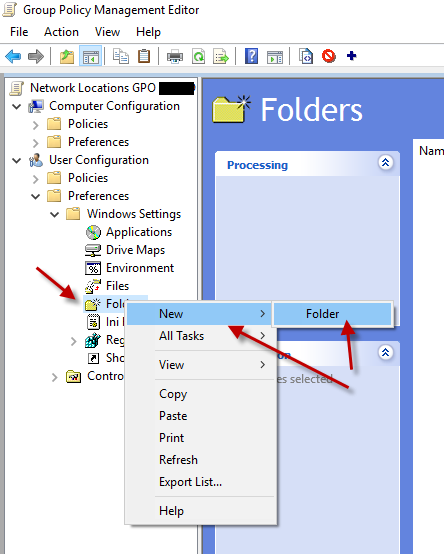 Group Policy Management Editor
File Action View Help
Network Locations GPO
Computer Configuration
Policies
Preferences
User Configuration
Policies
Preferences
Windows Settings
Applications
Drive Maps
Environment
Files
Fold
Ini
Reg
Sho
Contro
Folders
Processing
Nam
on
es selected
New
All Tasks
View
Copy
Paste
Print
Refresh
Export List...
Help
Folder